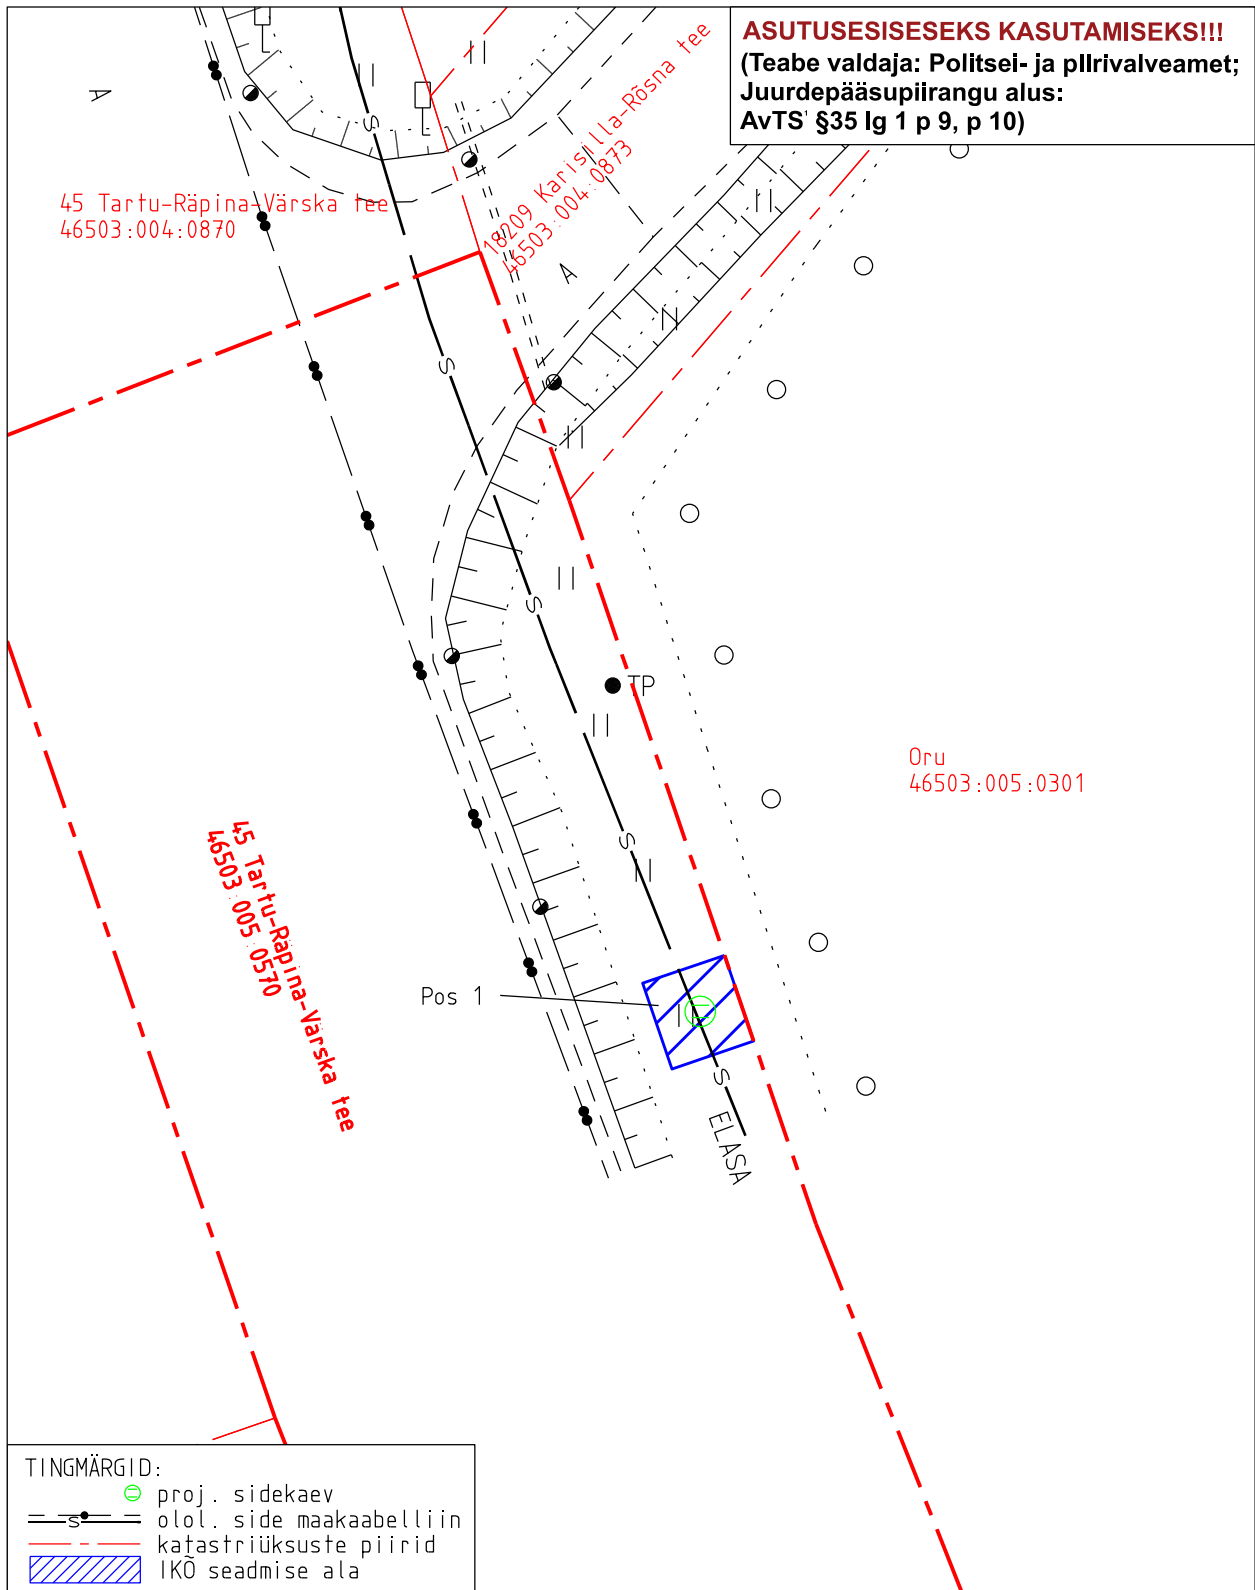 ASUTUSESISESEKS KASUTAMISEKS!!!
(Teabe valdaja: Politsei- ja pIIrivalveamet;
Juurdepääsupiirangu alus:
AvTS¹ §35 lg 1 p 9, p 10)
A
S
45 Tartu-Räpina-Värska tee
46503:004:0870
18209 Karisilla-Rõsna tee
46503:004:0873
A
S
S
TP
Oru
46503:005:0301
S
45 Tartu-Räpina-Värska tee
46503:005:0570
Pos 1
S
ELASA
TINGMÄRGID:
proj. sidekaev
S olol. side maakaabelliin
katastriüksuste piirid
IKÕ seadmise ala